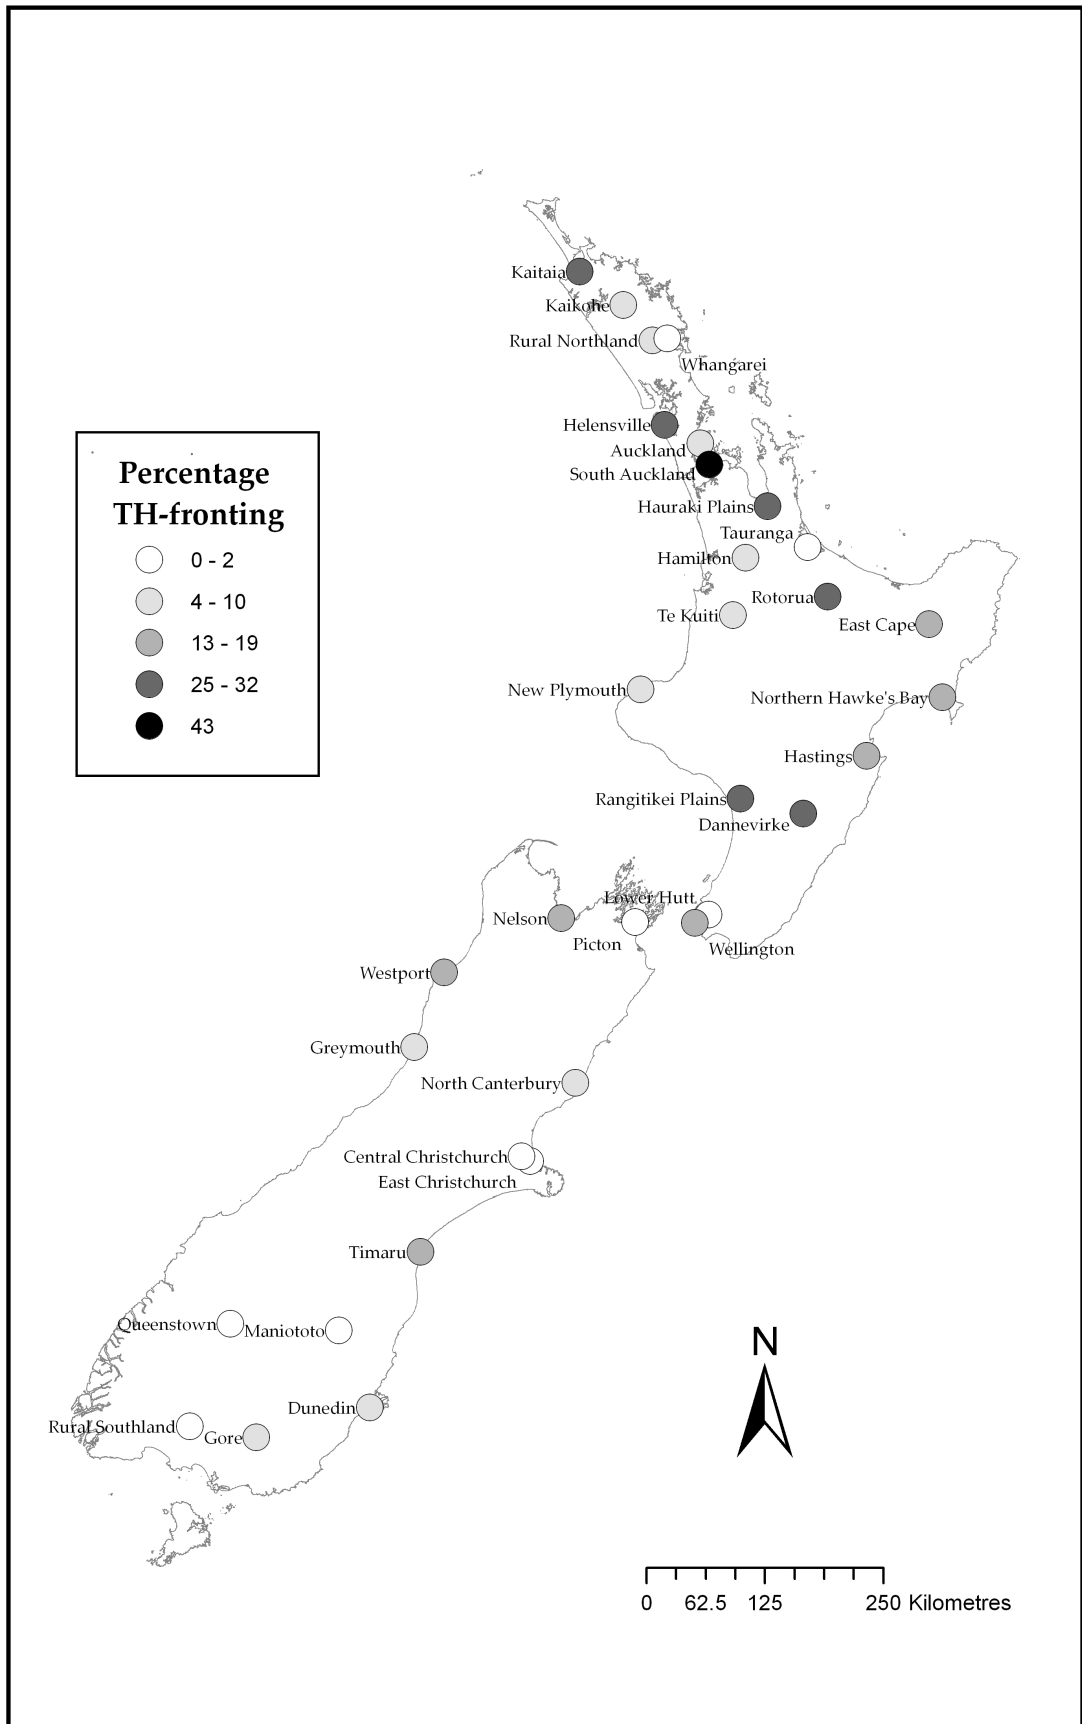 Kaitaia
Kaikohe
Rural Northland
Whangarei
Helensville
Auckland
South Auckland
Percentage
TH-fronting
0 - 2
4 - 10
13 - 19
25 - 32
43
Hauraki Plains
Tauranga
Hamilton
Rotorua
Te Kuiti
East Cape
New Plymouth
Northern Hawke's Bay
Hastings
Rangitikei Plains
Dannevirke
Lower Hutt
Nelson
Picton
Wellington
Westport
Greymouth
North Canterbury
Central Christchurch
East Christchurch
Timaru
Queenstown
Maniototo
Dunedin
Rural Southland
Gore
N
0 62.5 125 250 Kilometres